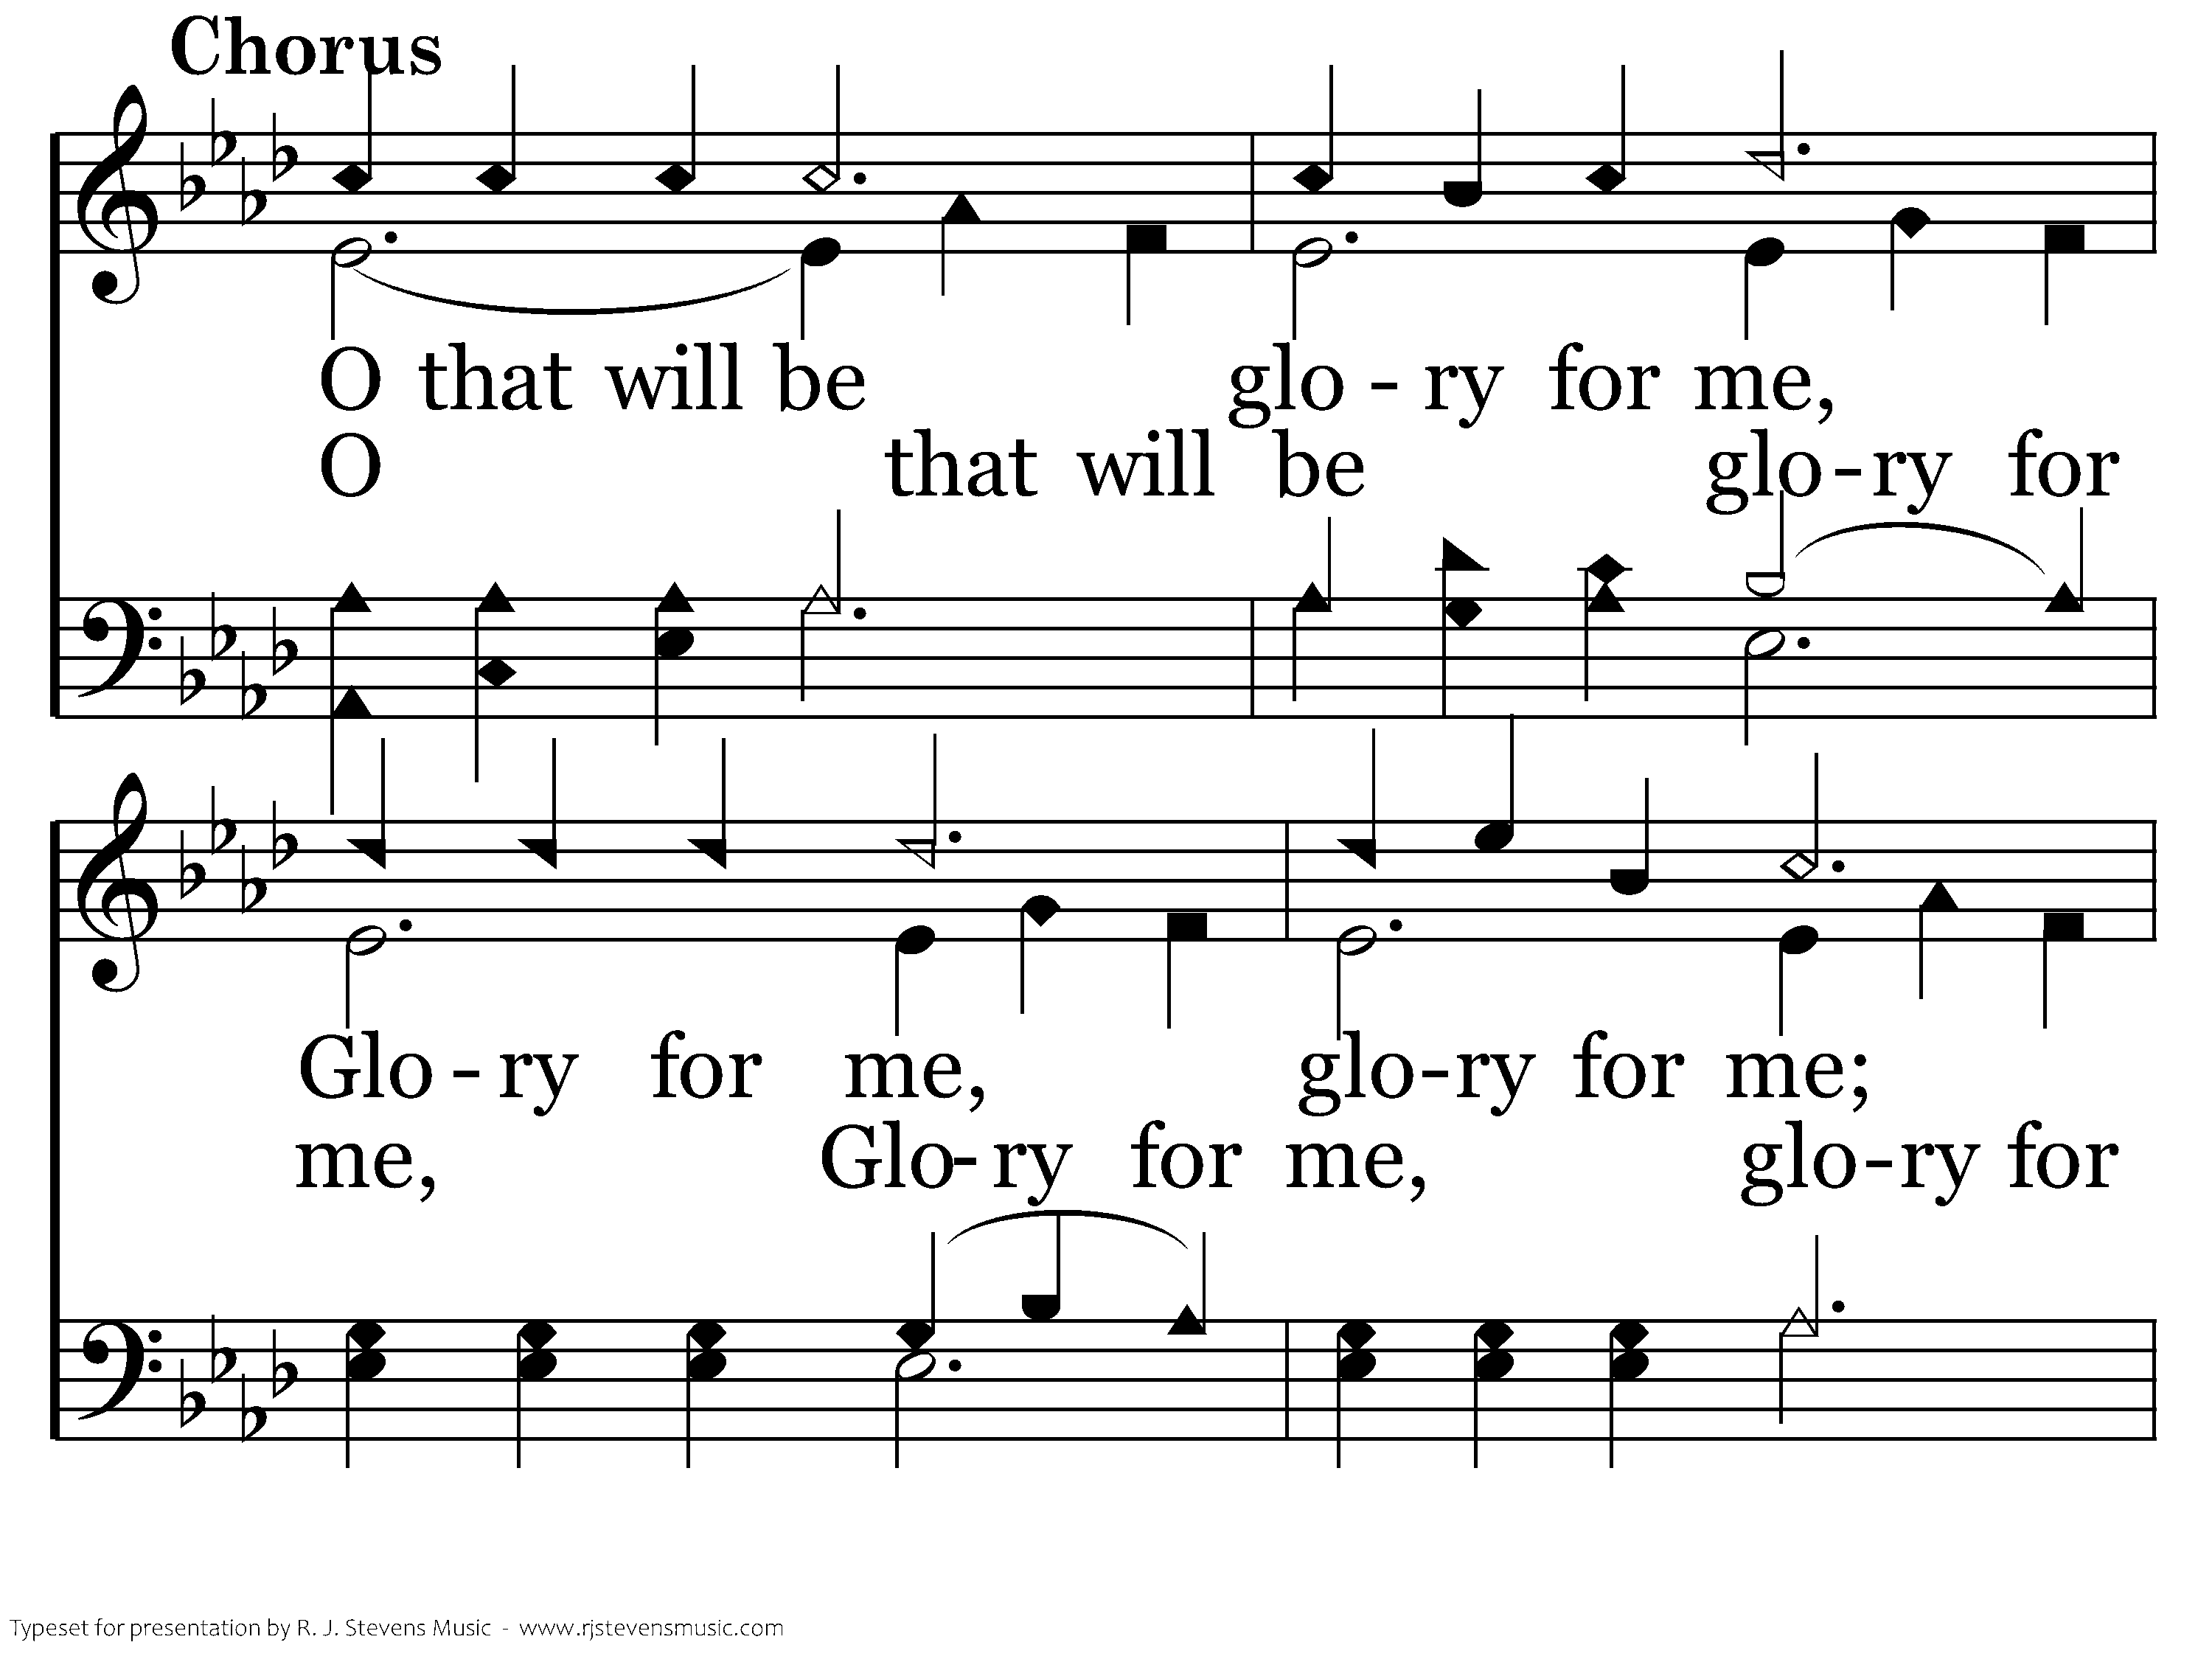 Chorus
O that will be glo - ry for me,
O that will be glo - ry for
Glo - ry for me, glo - ry for me;
me, Glo - ry for me, glo - ry for
Typeset for presentation by R. J. Stevens Music - www.rjstevensmusic.com